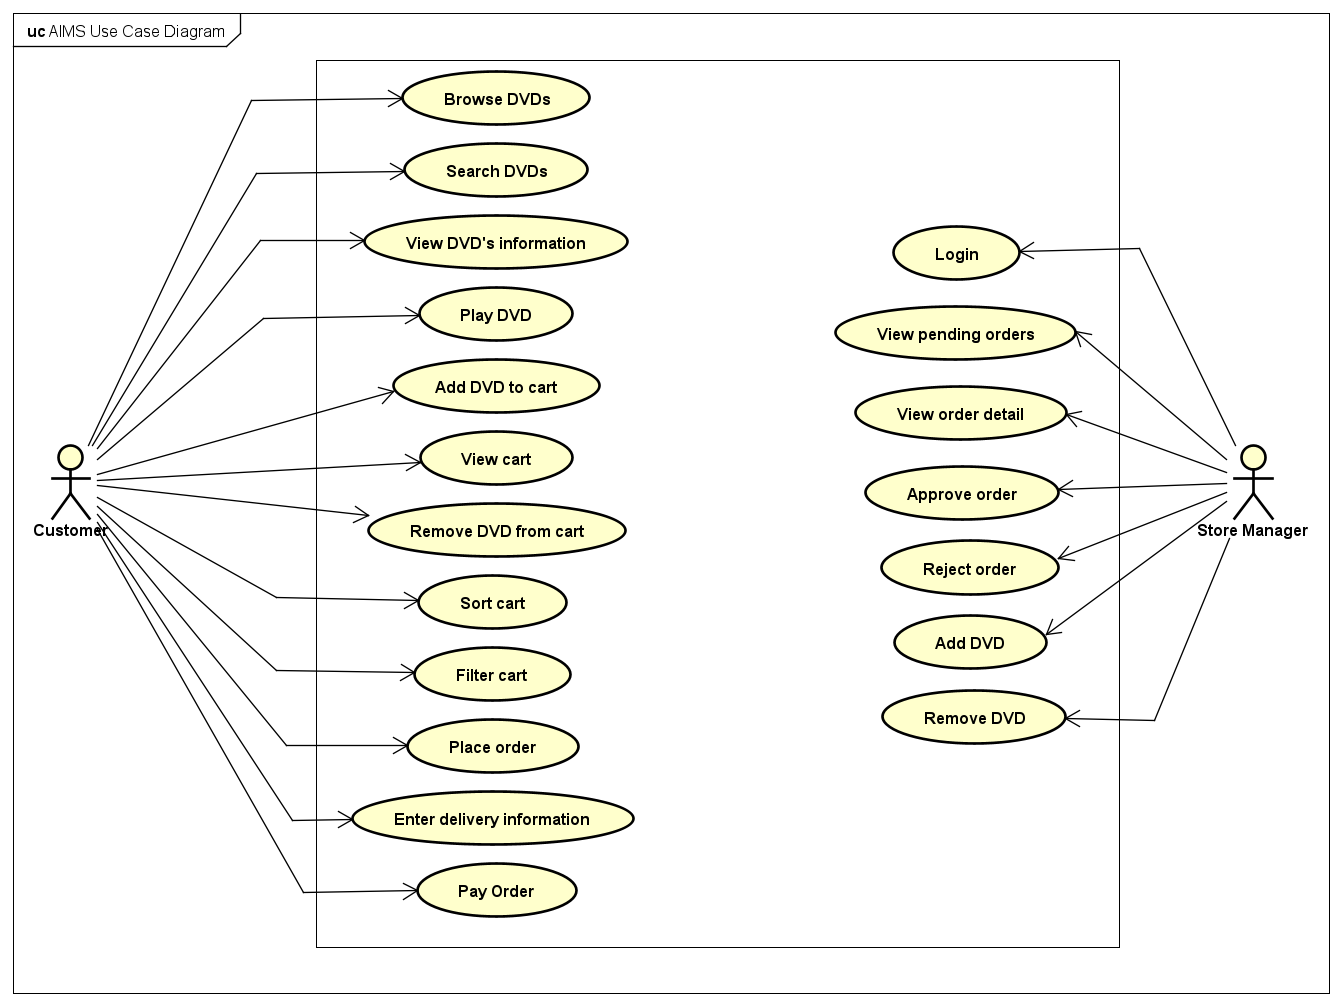 uc AIMS Use Case Diagram
Browse DVDs
Search DVDs
View DVD's information
Play DVD
Add DVD to cart
View cart
Remove DVD from cart
Sort cart
Filter cart
Place order
Enter delivery information
Pay Order
Customer
Login
View pending orders
View order detail
Approve order
Reject order
Add DVD
Remove DVD
Store Manager